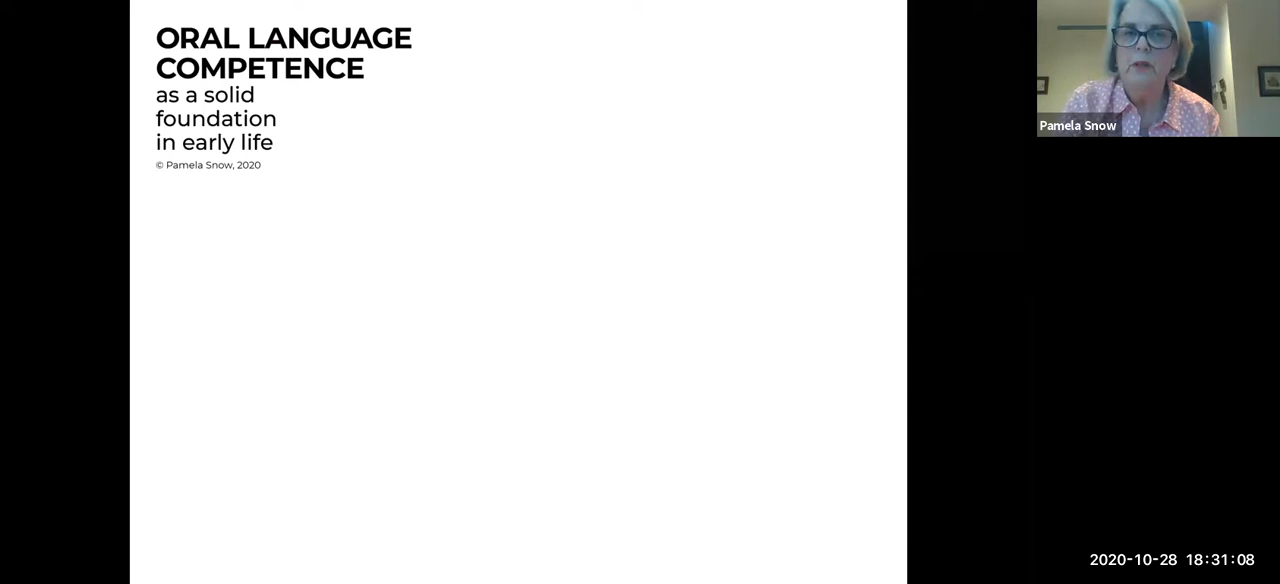 ORAL LANGUAGE
COMPETENCE
as a solid
foundation
in early life
© Pamela Snow, 2020
Pamela Snow
2020-10-28 18:31:08